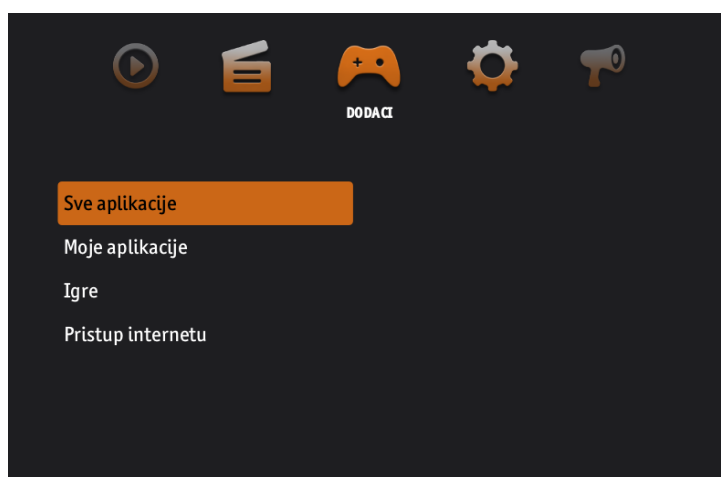 DODACI
Sve aplikacije
Moje aplikacije
Igre
Pristup internetu